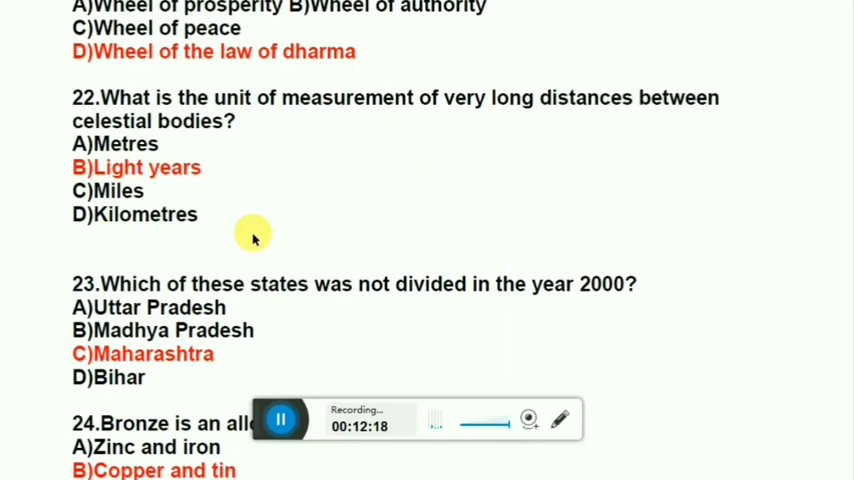 A)Wheel of prosperity B)Wheel of authority
C)Wheel of peace
D)Wheel of the law of dharma
22.What is the unit of measurement of very long distances between
celestial bodies?
A)Metres
B)Light years
C)Miles
D)Kilometres
23.Which of these states was not divided in the year 2000?
A)Uttar Pradesh
B)Madhya Pradesh
C)Maharashtra
D)Bihar
Recording...
00:12:18
24.Bronze is an
A)Zinc and iron
B)Copper and tin